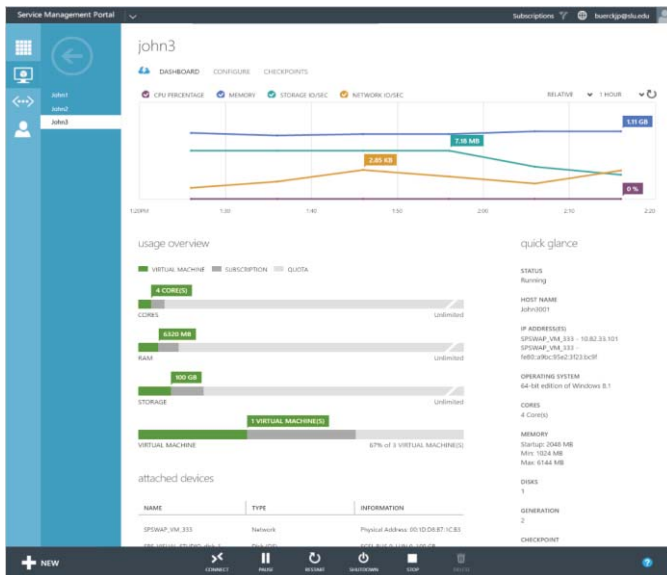 Service Management Portal
Subscriptions
buerckjp@slu.edu
john3
DASHBOARD CONFIGURE CHECKPOINTS
John1
John2
John3
CPU PERCENTAGE MEMORY STORAGE IO/SEC NETWORK IO/SEC RELATIVE 1 HOUR
1.11 GB
7.18 MB
2.85 KB
0 %
1:20PM 1:30 1:40 1:50 2:00 2:10 2:20
usage overview
VIRTUAL MACHINE SUBSCRIPTION QUOTA
4 CORE(S)
CORES Unlimited
6320 MB
RAM Unlimited
100 GB
STORAGE Unlimited
1 VIRTUAL MACHINE(S)
VIRTUAL MACHINE 67% of 3 VIRTUAL MACHINE(S)
attached devices
NAME TYPE INFORMATION
SPSWAP_VM_333 Network Physical Address: 00:1D:D8:B7:1C:83
quick glance
STATUS
Running
HOST NAME
John3001
IP ADDRESS(ES)
SPSWAP_VM_333 - 10.82.33.101
SPSWAP_VM_333 -
OPERATING SYSTEM
64-bit edition of Windows 8.1
CORES
4 Core(s)
MEMORY
Startup: 2048 MB
Min: 1024 MB
Max: 6144 MB
DISKS
1
GENERATION
2
CHECKPOINT
NEW
CONNECT PAUSE RESTART SHUTDOWN STOP DELETE